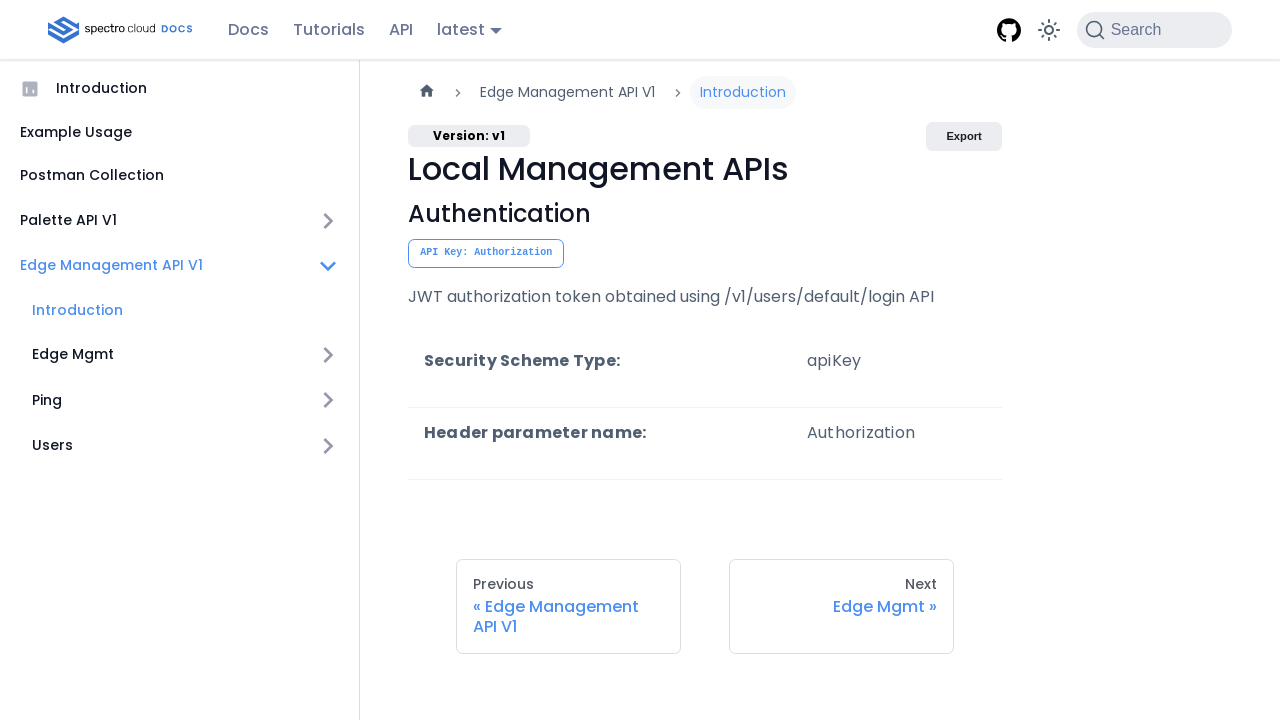 spectro cloud DOCS Docs Tutorials API latest Search
Introduction
Example Usage
Postman Collection
Palette API V1
Edge Management API V1
Introduction
Edge Mgmt
Ping
Users
Edge Management API V1 Introduction
Version: v1 Export
Local Management APIs
Authentication
API Key: Authorization
JWT authorization token obtained using /v1/users/default/login API
Security Scheme Type: apiKey
Header parameter name: Authorization
Previous
« Edge Management
API V1
Next
Edge Mgmt »